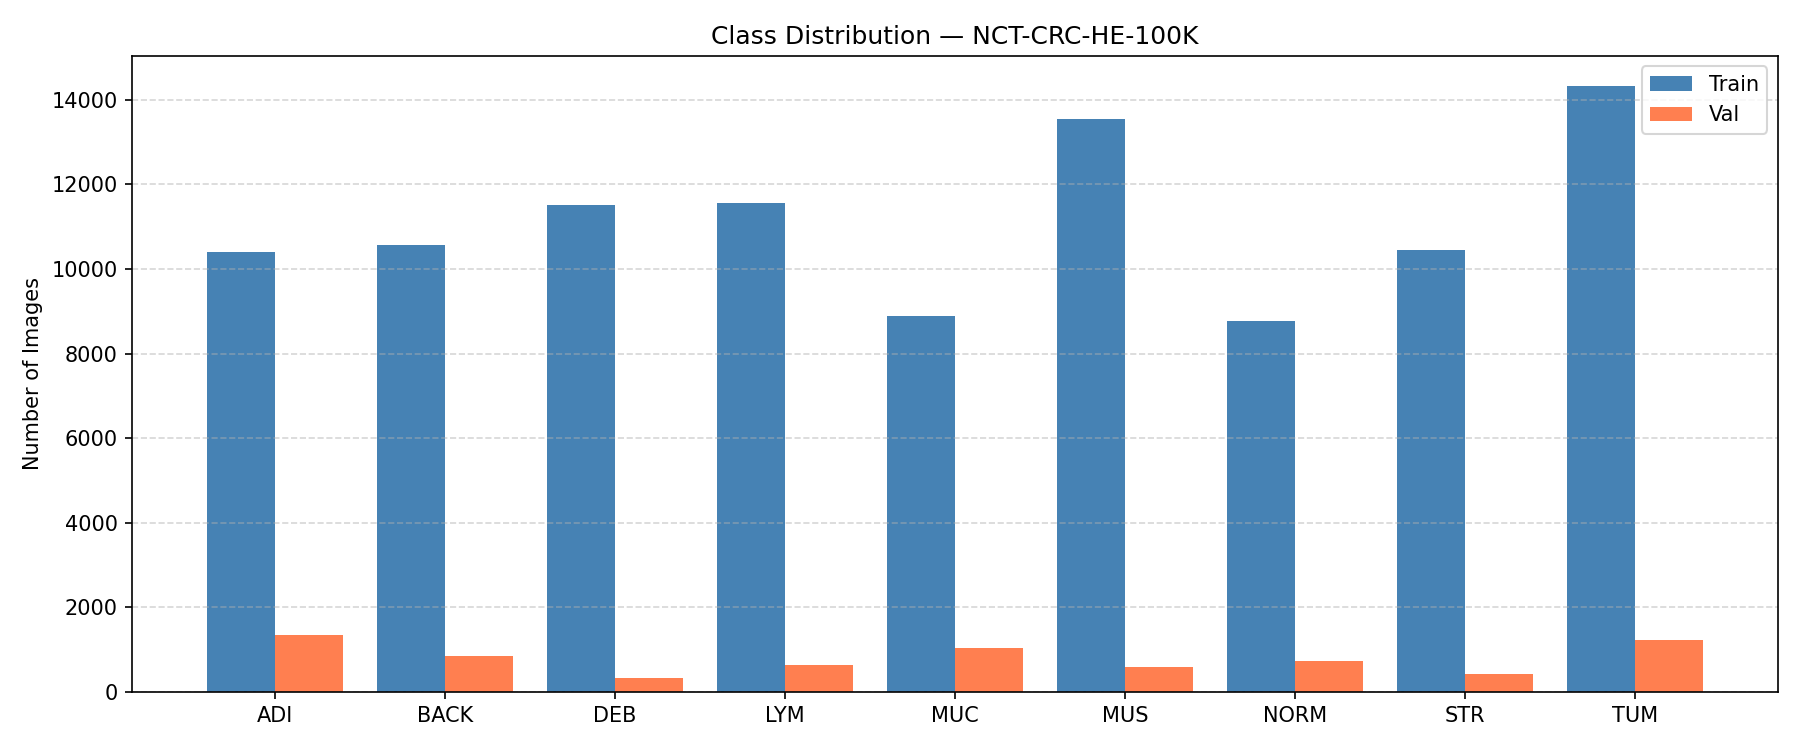 Class Distribution — NCT-CRC-HE-100K
Train
Val
Number of Images
14000
12000
10000
8000
6000
4000
2000
0
ADI BACK DEB LYM MUC MUS NORM STR TUM